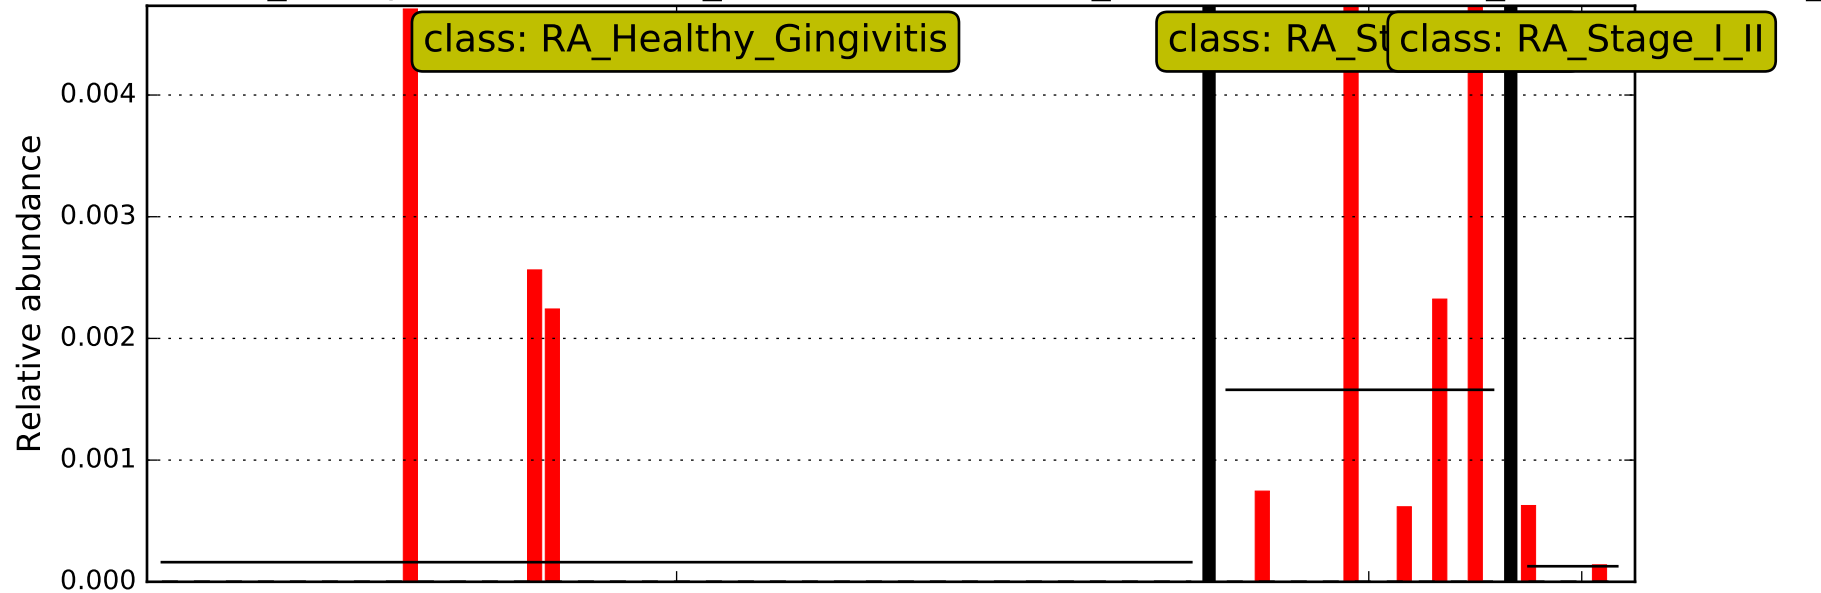 class: RA_Healthy_Gingivitis
class: RA_St
class: RA_Stage_I_II
0.004
0.003
0.002
0.001
0.000
Relative abundance